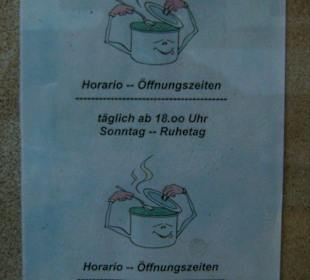 Horario -- Öffnungszeiten
täglich ab 18.oo Uhr
Sonntag -- Ruhetag
Horario -- Öffnungszeiten